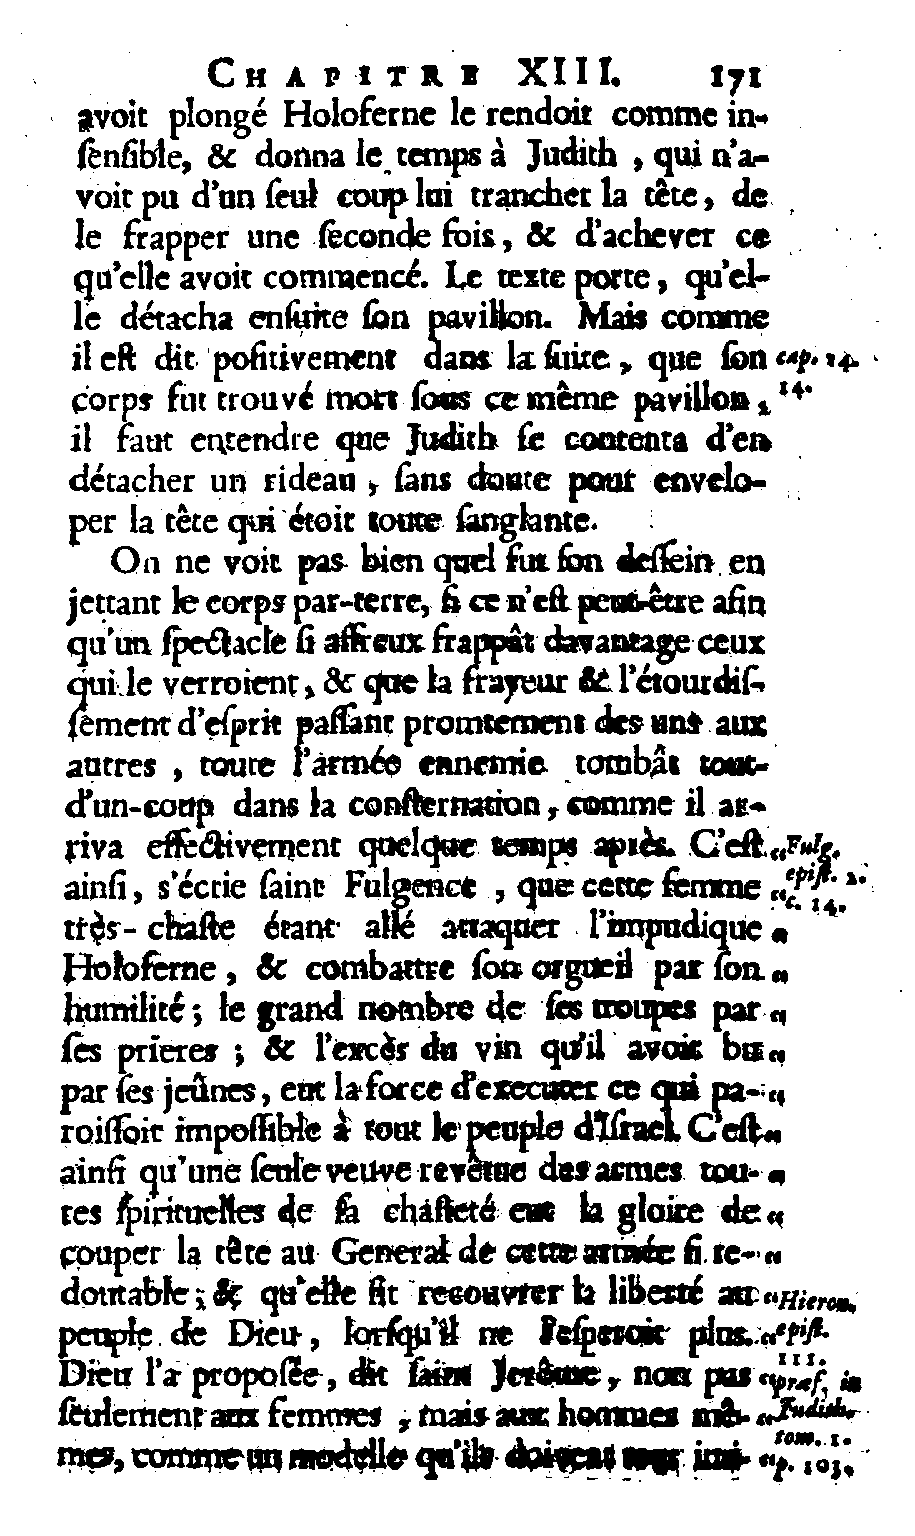 CHAPITRE XIII. 171
avoit plongé Holoferne le rendoit comme in-
ſenſible, & donna le temps à Judith, qui n'a-
voit pu d'un ſeul coup lui trancher la tête, de
le frapper une ſeconde fois, & d'achever ce
qu'elle avoit commencé. Le texte porte, qu'el-
le détacha enſuite ſon pavillon. Mais comme
il eſt dit poſitivement dans la ſuite, que ſon cap. 14.
corps fut trouvé mort ſous ce même pavillon, 14.
il faut entendre que Judith ſe contenta d'en
détacher un rideau, ſans doute pour envelo-
per la tête qui étoit toute ſanglante.
On ne voit pas bien quel fut ſon deſſein en
jettant le corps par-terre, ſi ce n'eſt peut-être afin
qu'un ſpectacle ſi affreux frappât davantage ceux
qui le verroient, & que la frayeur & l'étourdiſ-
ſement d'eſprit paſſant promtement des uns aux
autres, toute l'armée ennemie tombât tout-
d'un-coup dans la conſternation, comme il ar-
riva effectivement quelque temps après. C'eſt „ Fulg.
ainſi, s'écrie ſaint Fulgence, que cette femme „ epiſt. 2.
très-chaſte étant allé attaquer l'impudique „ c. 14.
Holoferne, & combattre ſon orgueil par ſon „
humilité; le grand nombre de ſes troupes par „
ſes prieres; & l'excès du vin qu'il avoit bu „
par ſes jeûnes, eut la force d'executer ce qui pa- „
roiſſoit impoſſible à tout le peuple d'Iſrael. C'eſt „
ainſi qu'une ſeule veuve revêtue des armes tou- „
tes ſpirituelles de ſa chaſteté eut la gloire de „
couper la tête au General de cette armée ſi re- „
doutable; & qu'elle fit recouvrer la liberté au „ Hieron.
peuple de Dieu, lorſqu'il ne l'eſperoit plus. „ epiſt.
Dieu l'a propoſée, dit ſaint Jerôme, non pas „ 111. præf. in
ſeulement aux femmes, mais aux hommes mê- „ Judith.
mes, comme un modelle qu'ils doivent tous imi- „ tom. 1. p. 103.